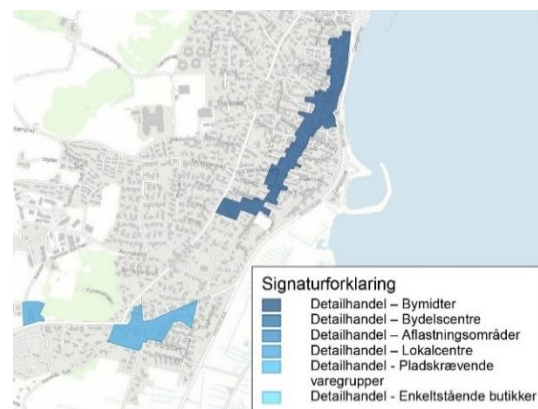 Signaturforklaring
Detailhandel – Bymidter
Detailhandel – Bydelscentre
Detailhandel – Aflastningsområder
Detailhandel – Lokalcentre
Detailhandel - Pladskrævende
varegrupper
Detailhandel - Enkeltstående butikker